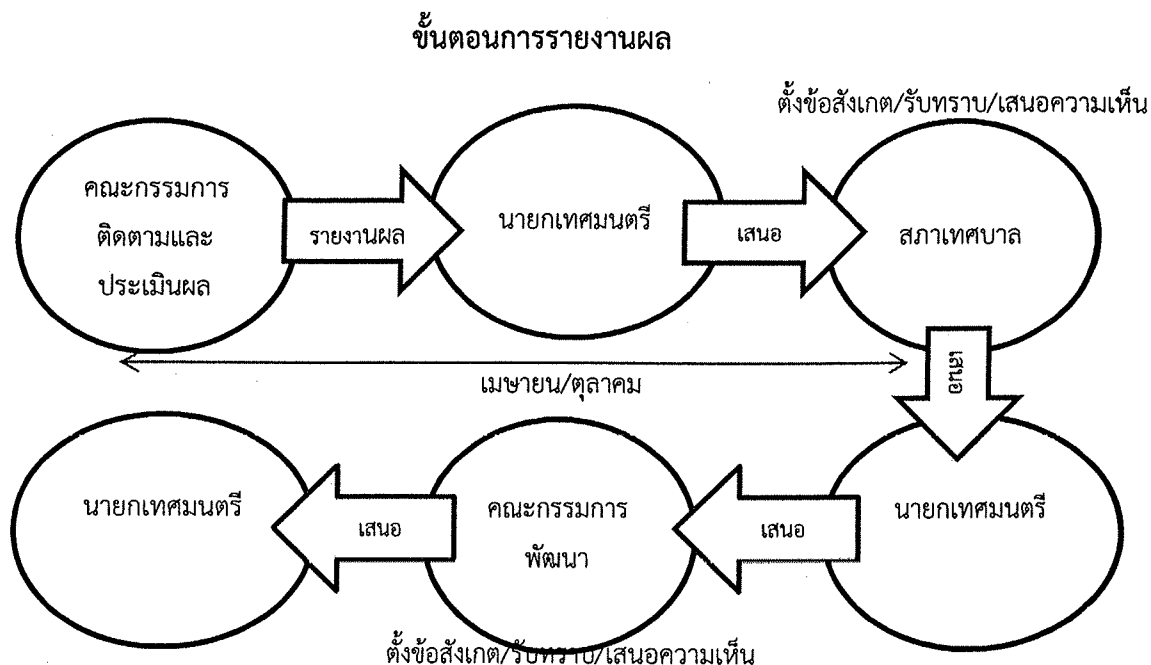 ขั้นตอนการรายงานผล
ตั้งข้อสังเกต/รับทราบ/เสนอความเห็น
คณะกรรมการ
ติดตามและ
ประเมินผล
รายงานผล
นายกเทศมนตรี
เสนอ
สภาเทศบาล
เมษายน/ตุลาคม
เสนอ
นายกเทศมนตรี
เสนอ
คณะกรรมการ
พัฒนา
เสนอ
นายกเทศมนตรี
ตั้งข้อสังเกต/รับทราบ/เสนอความเห็น